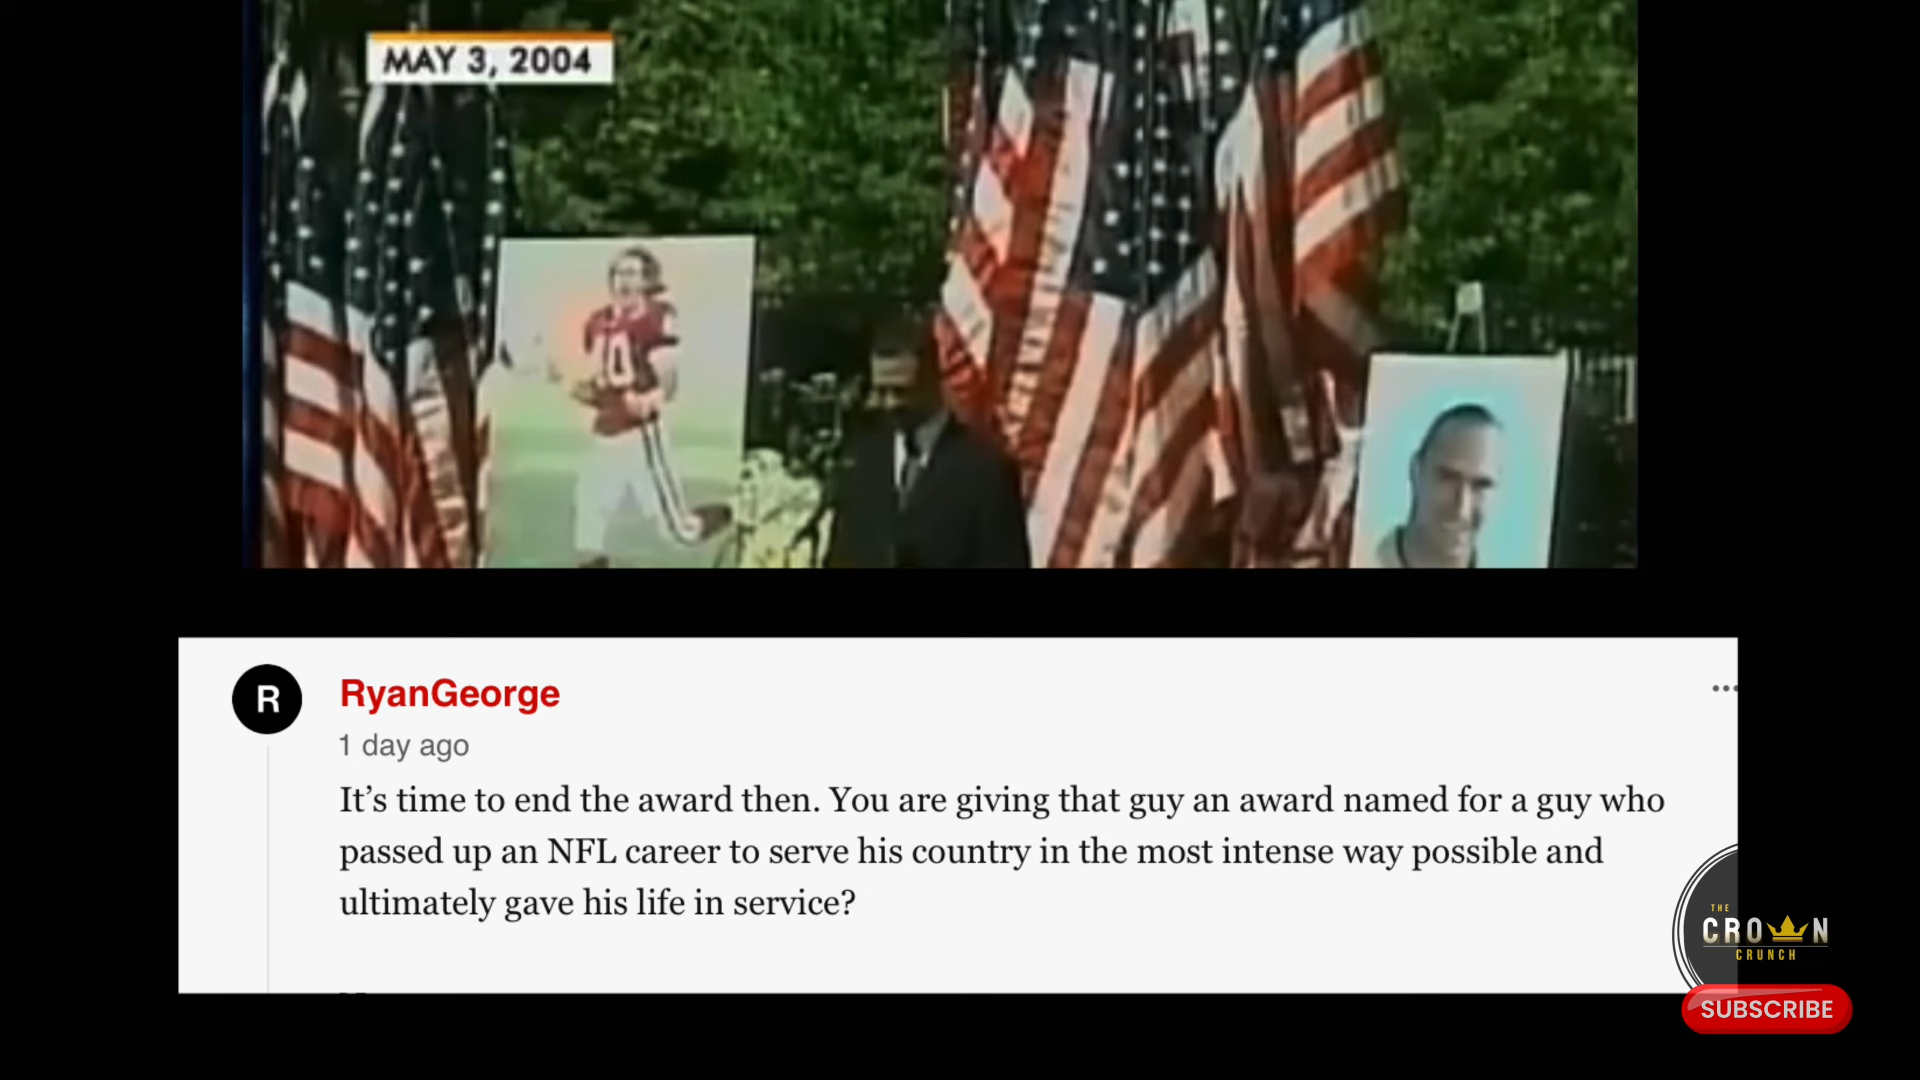 MAY 3, 2004
R
RyanGeorge
1 day ago
It’s time to end the award then. You are giving that guy an award named for a guy who
passed up an NFL career to serve his country in the most intense way possible and
ultimately gave his life in service?
THE
CROWN
CRUNCH
SUBSCRIBE